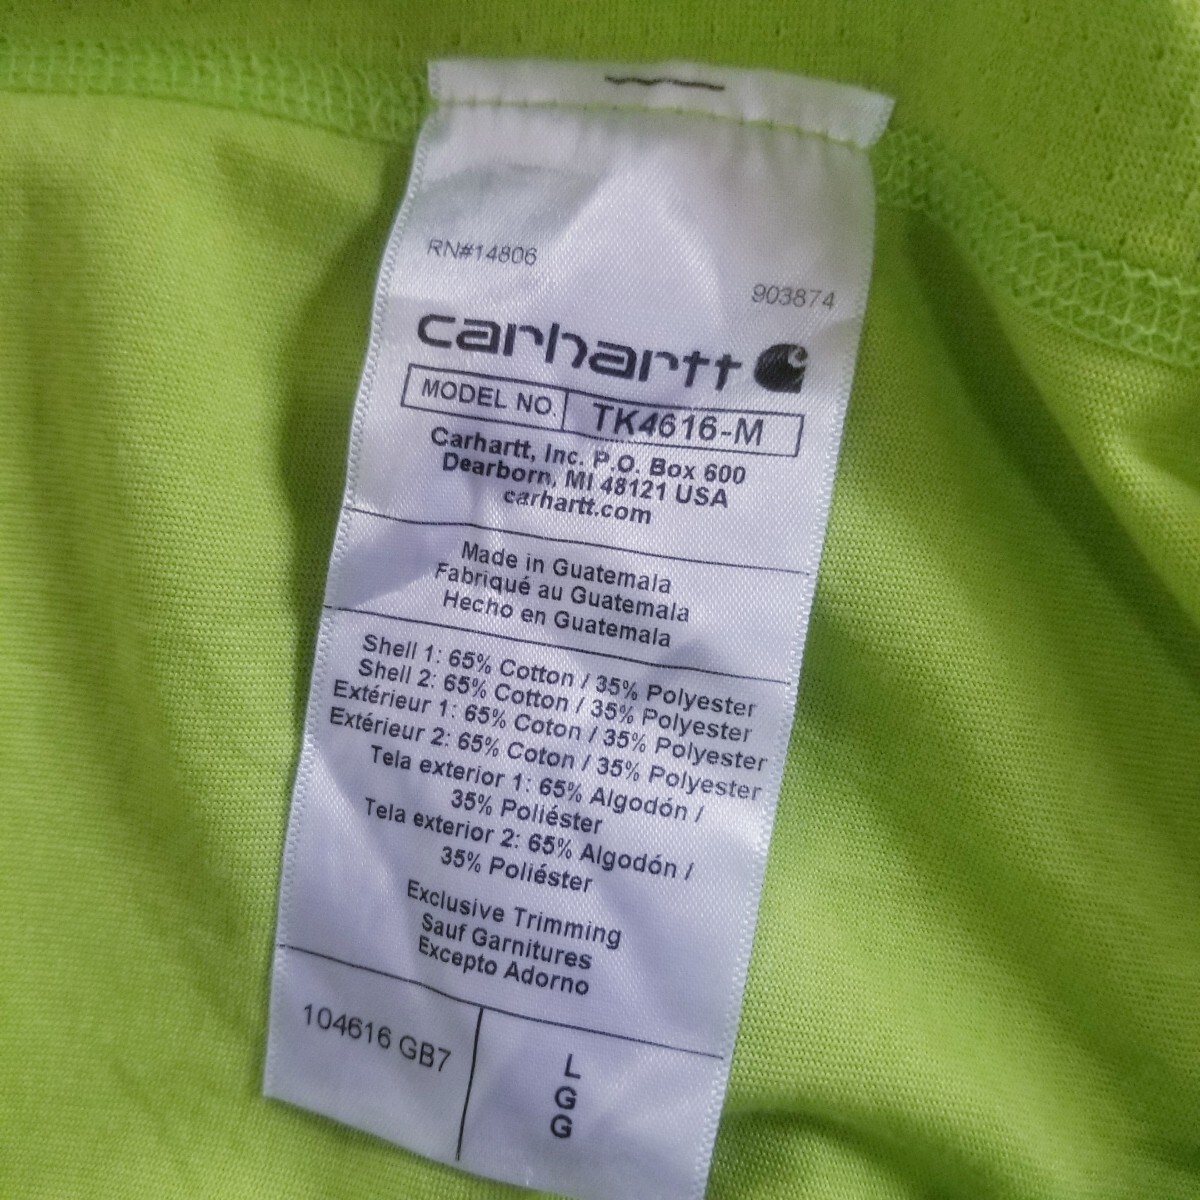 RN#14806
903874
carhartt
MODEL NO. TK4616-M
Carhartt, Inc. P.O. Box 600
Dearborn, MI 48121 USA
carhartt.com
Made in Guatemala
Fabriqué au Guatemala
Hecho en Guatemala
Shell 1: 65% Cotton / 35% Polyester
Shell 2: 65% Cotton / 35% Polyester
Extérieur 1: 65% Coton / 35% Polyester
Extérieur 2: 65% Coton / 35% Polyester
Tela exterior 1: 65% Algodón /
35% Poliéster
Tela exterior 2: 65% Algodón /
35% Poliéster
Exclusive Trimming
Sauf Garnitures
Excepto Adorno
104616 GB7
L
G
G